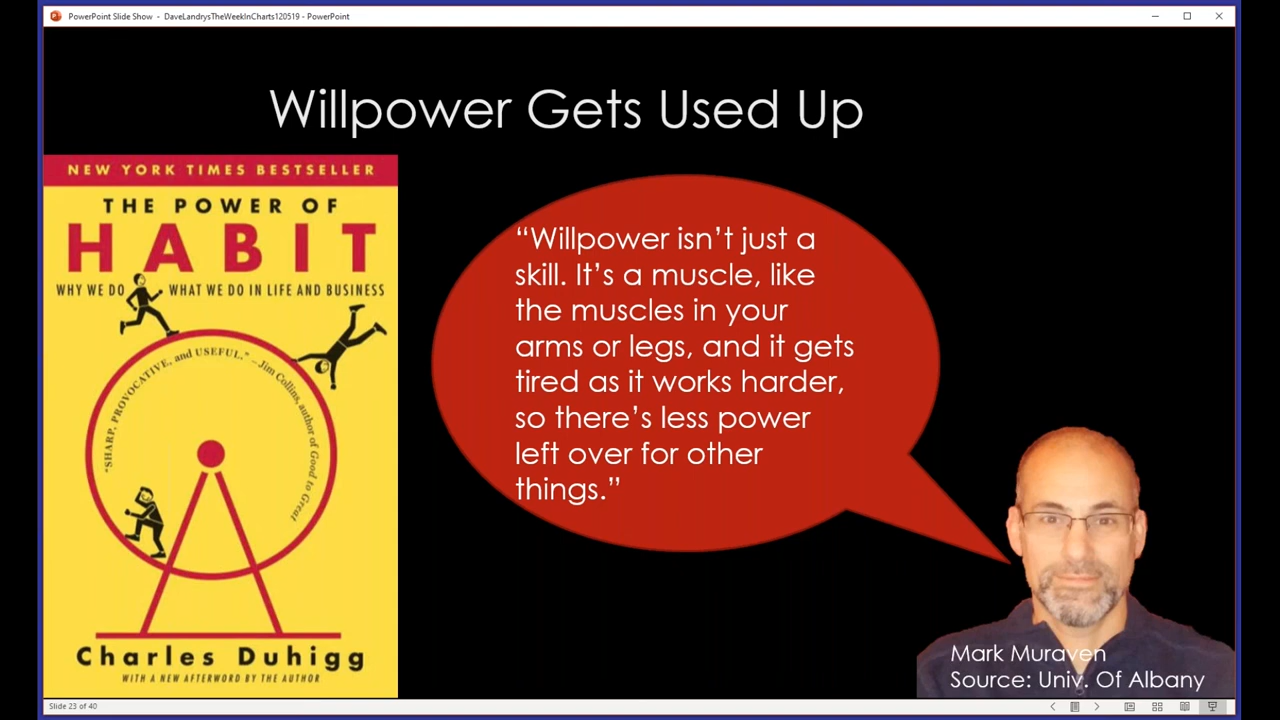 PowerPoint Slide Show - DaveLandrysTheWeekInCharts120519 - PowerPoint
Willpower Gets Used Up
NEW YORK TIMES BESTSELLER
THE POWER OF
HABIT
WHY WE DO WHAT WE DO IN LIFE AND BUSINESS
"SHARP, PROVOCATIVE, and USEFUL." –Jim Collins, author of Good to Great
Charles Duhigg
WITH A NEW AFTERWORD BY THE AUTHOR
“Willpower isn’t just a
skill. It’s a muscle, like
the muscles in your
arms or legs, and it gets
tired as it works harder,
so there’s less power
left over for other
things.”
Mark Muraven
Source: Univ. Of Albany
Slide 23 of 40